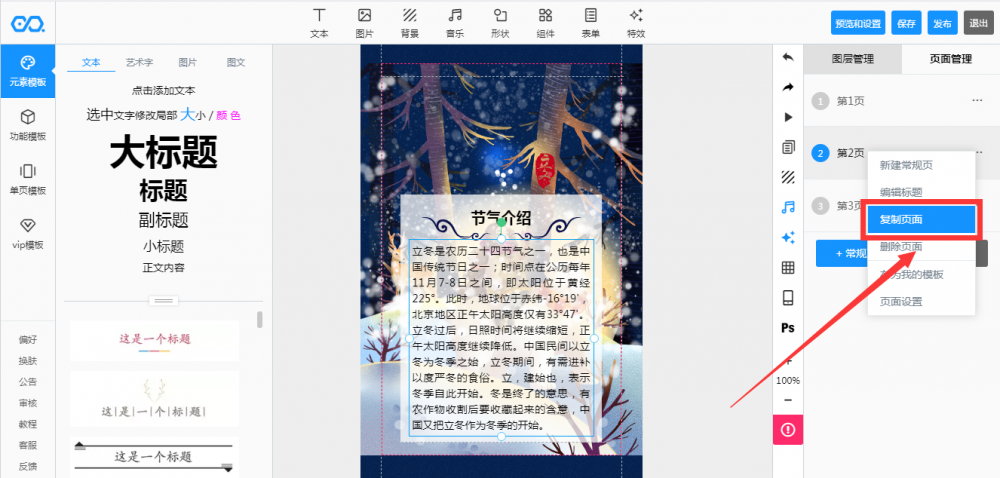 文本
图片
背景
音乐
形状
组件
表单
特效
预览和设置
保存
发布
退出
元素模板
功能模板
单页模板
vip模板
偏好
换肤
公告
审核
教程
客服
反馈
文本
艺术字
图片
图文
点击添加文本
选中文字修改局部 大小 / 颜 色
大标题
标题
副标题
小标题
正文内容
这是一个标题
这|是|一|个|标|题|
这是一个标题
立冬
节气介绍
立冬是农历二十四节气之一，也是中
国传统节日之一；时间点在公历每年
11月7-8日之间，即太阳位于黄经
225°。此时，地球位于赤纬-16°19'，
北京地区正午太阳高度仅有33°47'。
立冬过后，日照时间将继续缩短，正
午太阳高度继续降低。中国民间以立
冬为冬季之始，立冬期间，有需进补
以度严冬的食俗。立，建始也，表示
冬季自此开始。冬是终了的意思，有
农作物收割后要收藏起来的含意，中
国又把立冬作为冬季的开始。
Ps
+
100%
−
图层管理
页面管理
1 第1页 ···
2 第2页 ···
3 第3页
+ 常规
新建常规页
编辑标题
复制页面
删除页面
为我的模板
页面设置